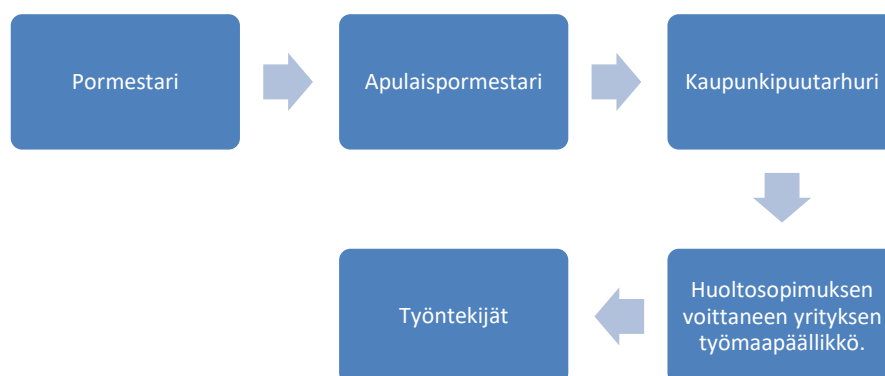 Pormestari
Apulaispormestari
Kaupunkipuutarhuri
Huoltosopimuksen
voittaneen yrityksen
työmaapäällikkö.
Työntekijät